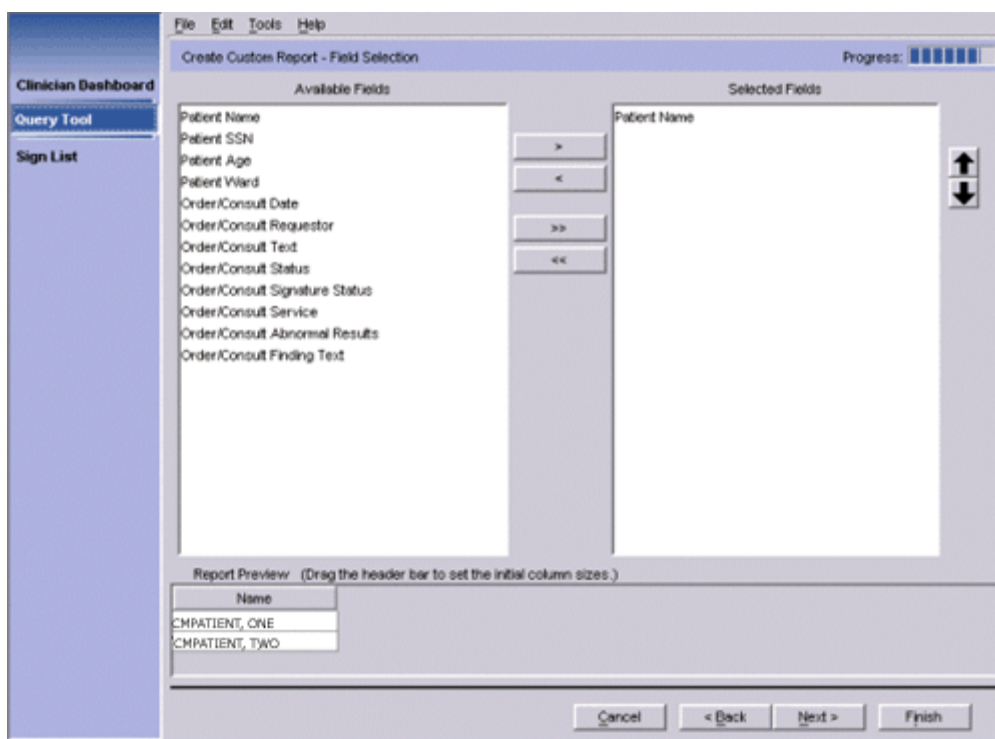 File Edit Tools Help
Create Custom Report - Field Selection
Progress:
Clinician Dashboard
Query Tool
Sign List
Available Fields
Patient Name
Patient SSN
Patient Age
Patient Ward
Order/Consult Date
Order/Consult Requestor
Order/Consult Text
Order/Consult Status
Order/Consult Signature Status
Order/Consult Service
Order/Consult Abnormal Results
Order/Consult Finding Text
>
<
>>
<<
Selected Fields
Patient Name
Report Preview (Drag the header bar to set the initial column sizes.)
Name
CMPATIENT, ONE
CMPATIENT, TWO
Cancel < Back Next > Finish